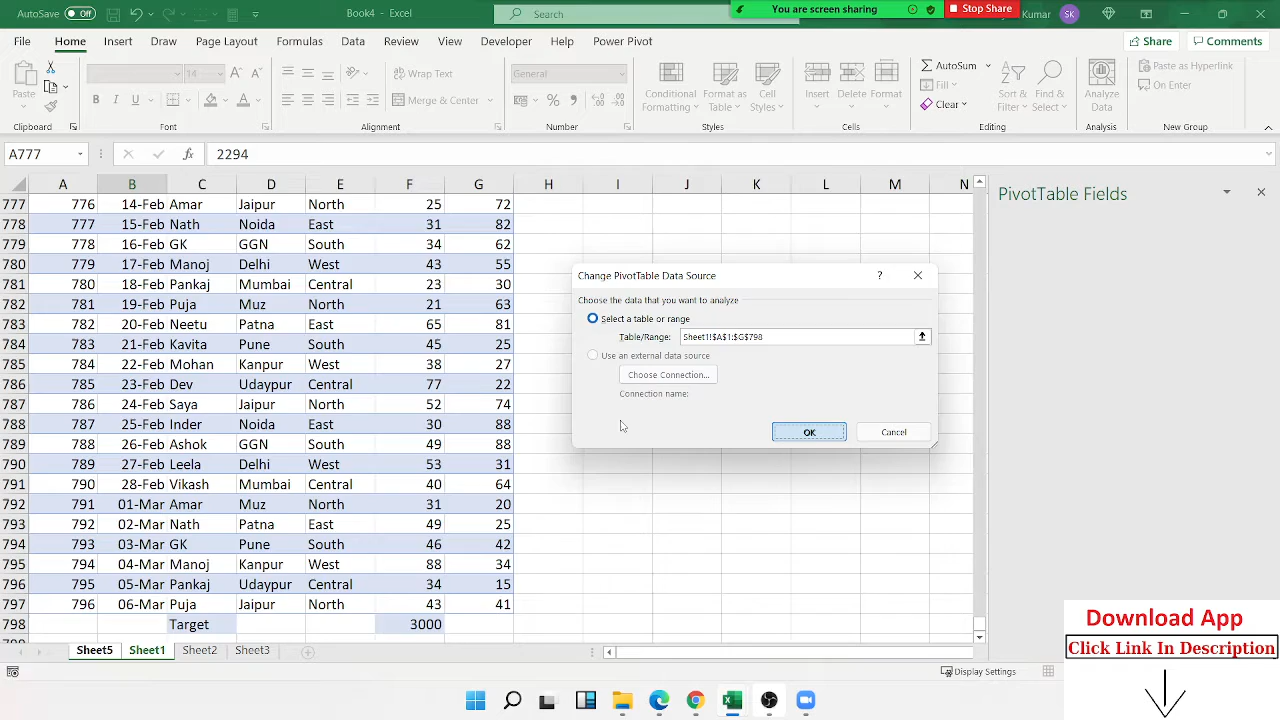 AutoSave Off Book4 - Excel Search You are screen sharing Stop Share Kumar SK
File Home Insert Draw Page Layout Formulas Data Review View Developer Help Power Pivot Share Comments
Paste B I U 14 Wrap Text Merge & Center General Conditional Formatting Format as Table Cell Styles Insert Delete Format AutoSum Fill Clear Sort & Filter Find & Select Analyze Data Paste as Hyperlink On Enter
Clipboard Font Alignment Number Styles Cells Editing Analysis New Group
A777 fx 2294
A B C D E F G H I J K L M N
PivotTable Fields
777 776 14-Feb Amar Jaipur North 25 72
778 777 15-Feb Nath Noida East 31 82
779 778 16-Feb GK GGN South 34 62
780 779 17-Feb Manoj Delhi West 43 55
781 780 18-Feb Pankaj Mumbai Central 23 30
782 781 19-Feb Puja Muz North 21 63
783 782 20-Feb Neetu Patna East 65 81
784 783 21-Feb Kavita Pune South 45 64
785 784 22-Feb Mohan Kanpur West 38 27
786 785 23-Feb Dev Udaypur Central 77 22
787 786 24-Feb Saya Jaipur North 52 74
788 787 25-Feb Inder Noida East 30 88
789 788 26-Feb Ashok GGN South 49 88
790 789 27-Feb Leela Delhi West 53 31
791 790 28-Feb Vikash Mumbai Central 40 64
792 791 01-Mar Amar Muz North 31 20
793 792 02-Mar Nath Patna East 49 25
794 793 03-Mar GK Pune South 46 42
795 794 04-Mar Manoj Kanpur West 88 34
796 795 05-Mar Pankaj Udaypur Central 34 15
797 796 06-Mar Puja Jaipur North 43 41
798 Target 3000
Change PivotTable Data Source ?
Choose the data that you want to analyze
Select a table or range
Table/Range: Sheet1!$A$1:$G$798
Use an external data source
Choose Connection...
Connection name:
OK Cancel
Sheet5 Sheet1 Sheet2 Sheet3
Display Settings
Download App
Click Link In Description